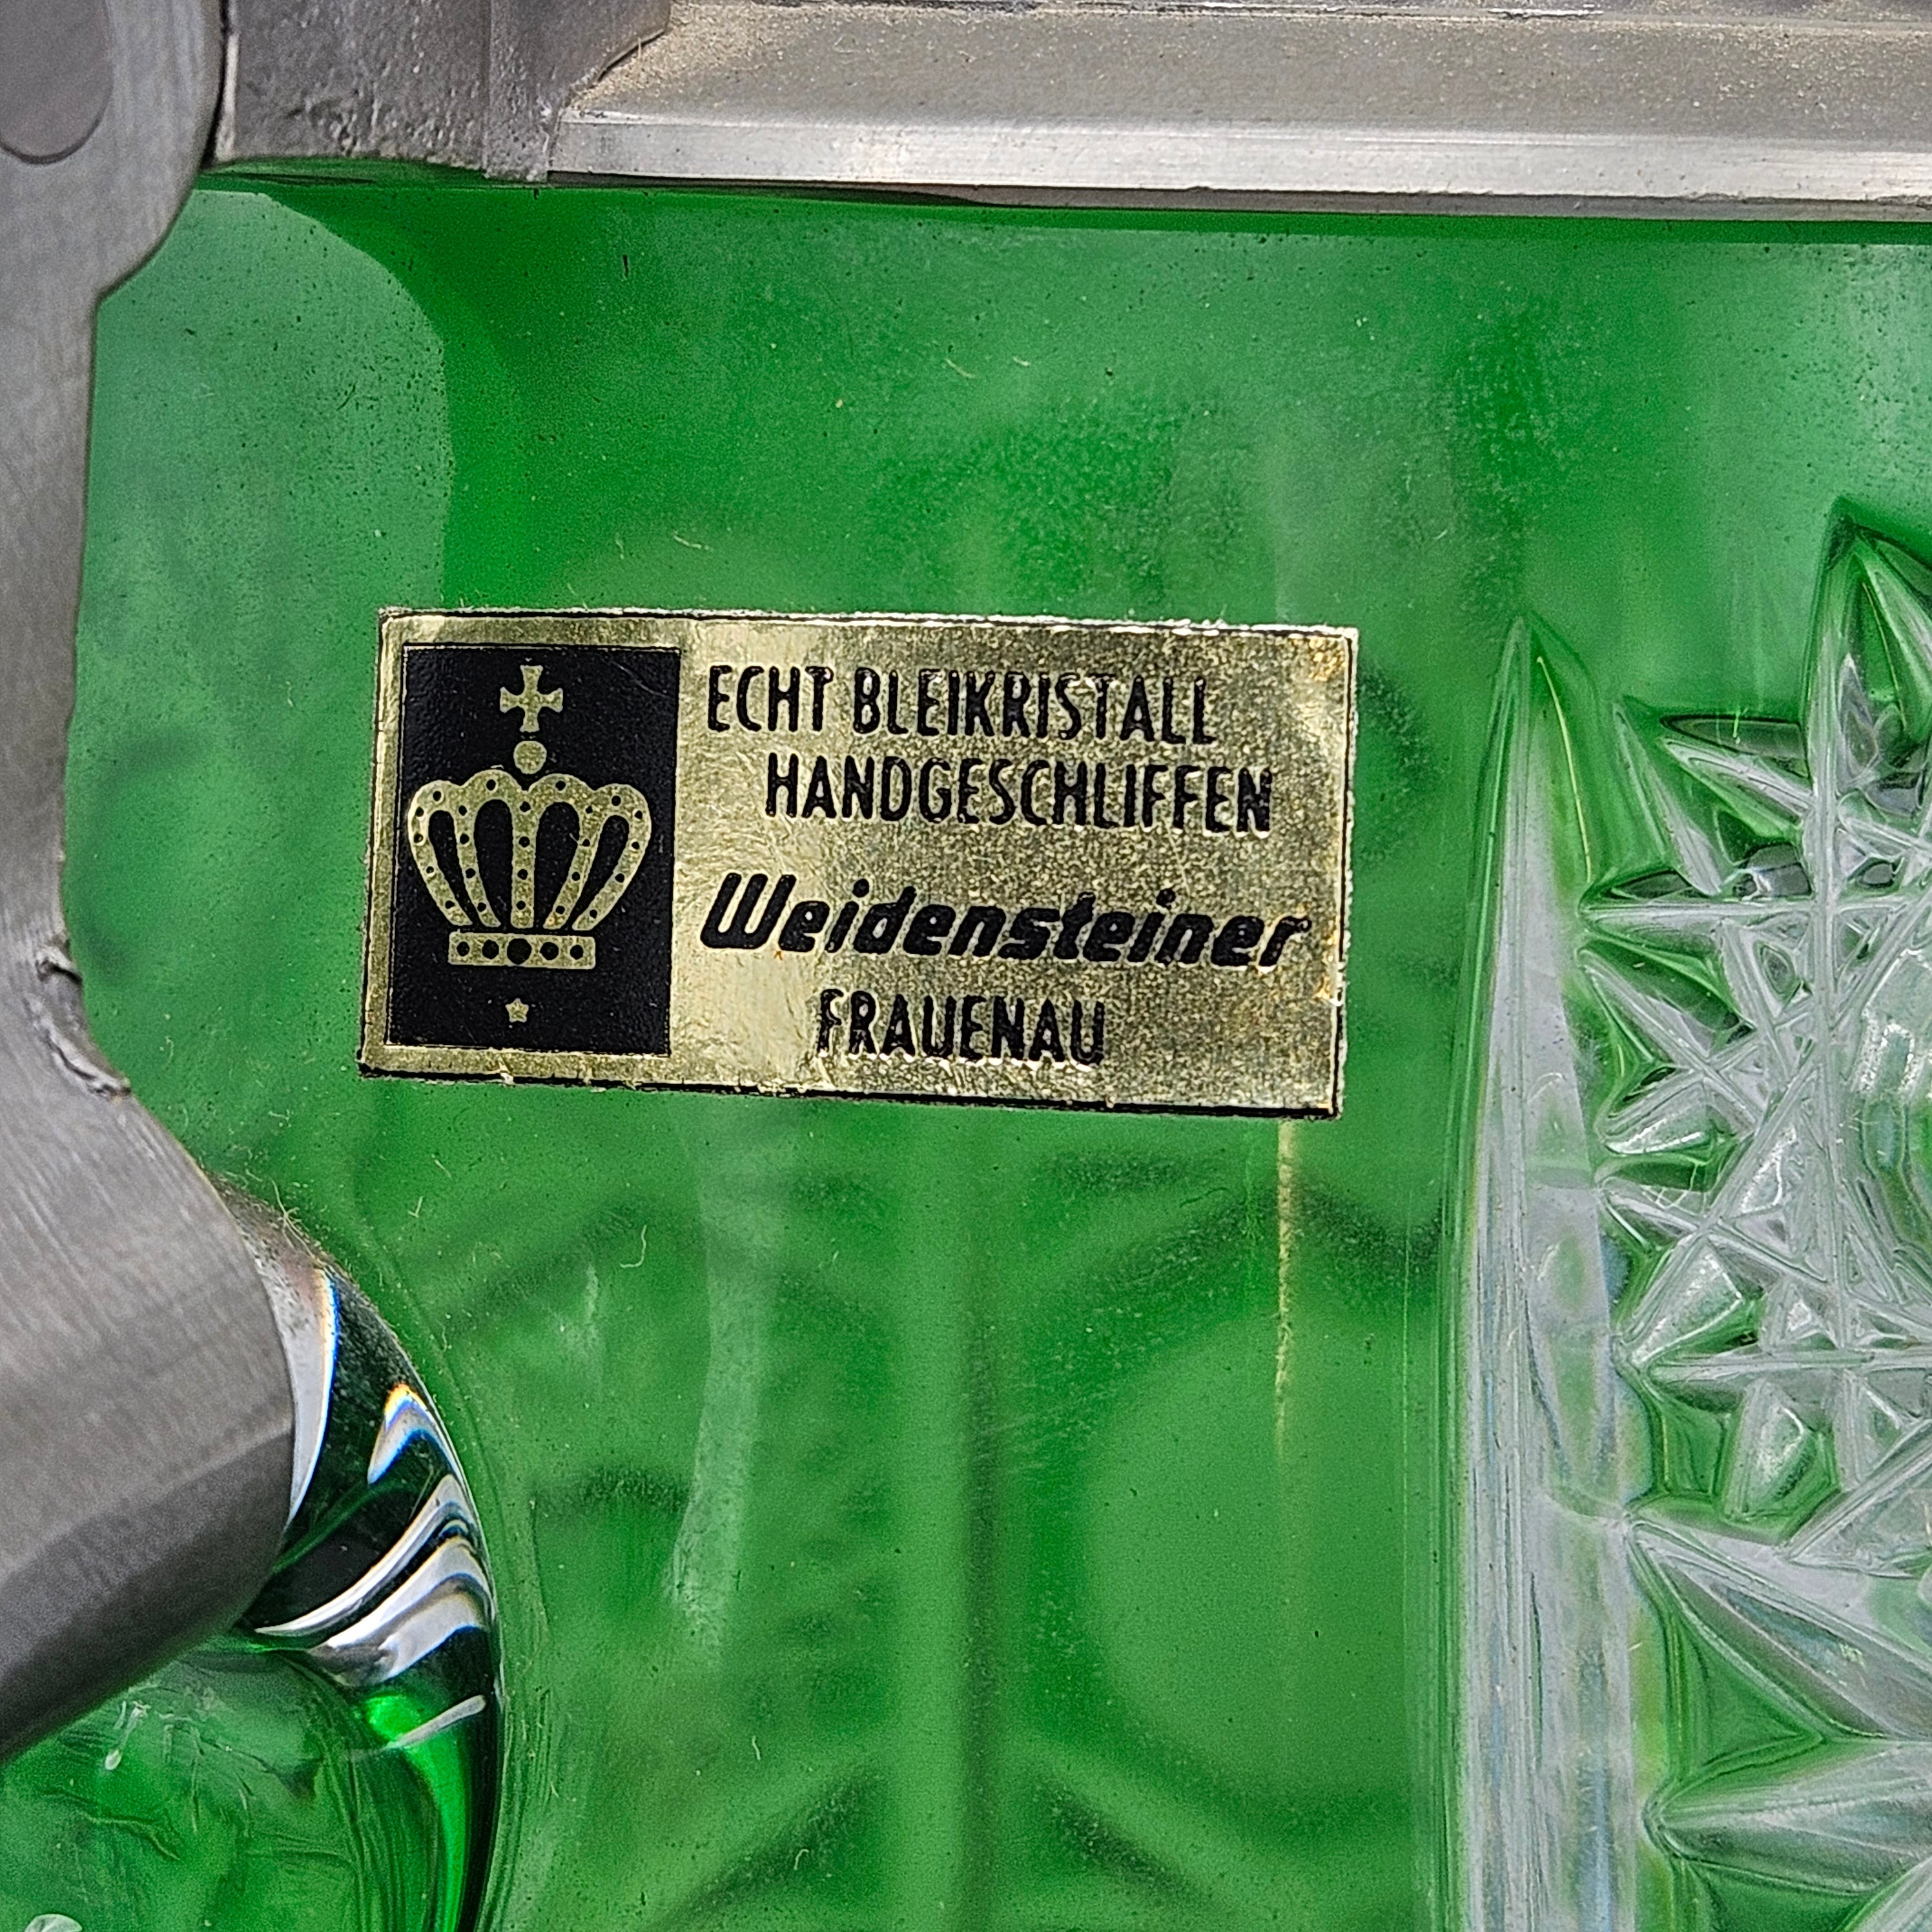 ECHT BLEIKRISTALL
HANDGESCHLIFFEN
Weidensteiner
FRAUENAU